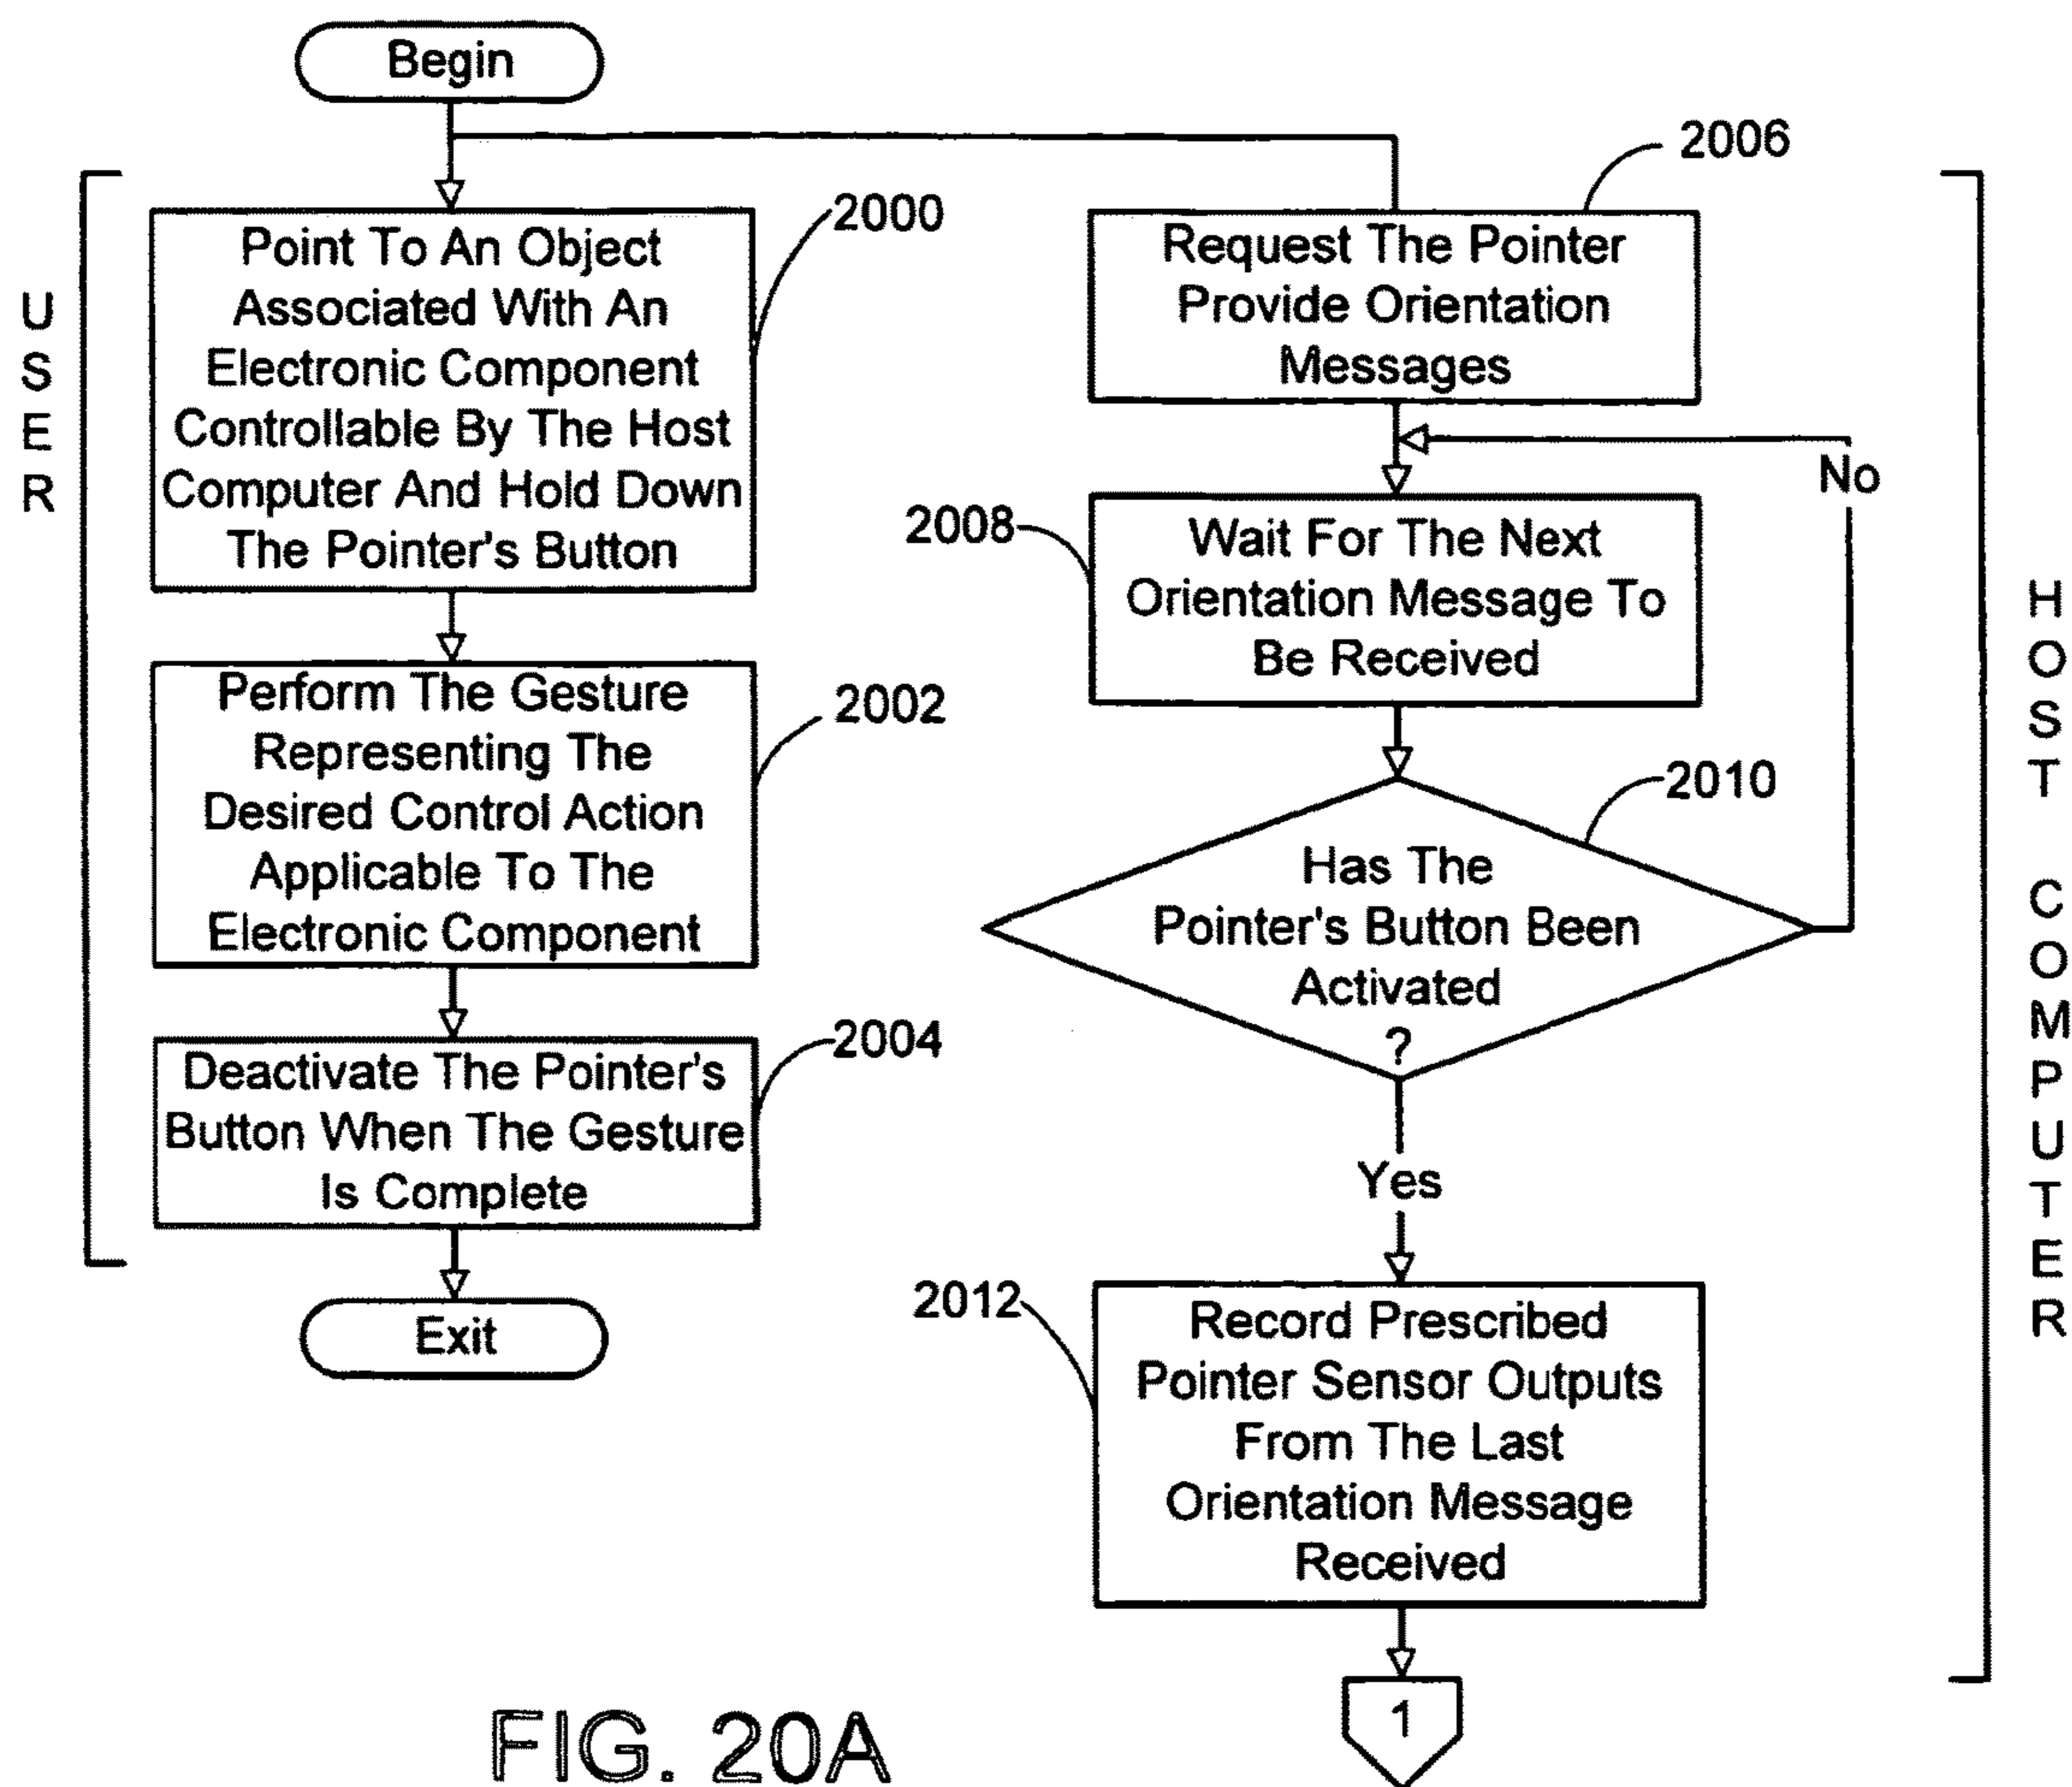 Begin
USER
Point To An Object
Associated With An
Electronic Component
Controllable By The Host
Computer And Hold Down
The Pointer's Button
2000
Perform The Gesture
Representing The
Desired Control Action
Applicable To The
Electronic Component
2002
Deactivate The Pointer's
Button When The Gesture
Is Complete
2004
Exit
2006
Request The Pointer
Provide Orientation
Messages
No
2008
Wait For The Next
Orientation Message To
Be Received
2010
Has The
Pointer's Button Been
Activated
?
Yes
2012
Record Prescribed
Pointer Sensor Outputs
From The Last
Orientation Message
Received
1
HOST COMPUTER
FIG. 20A